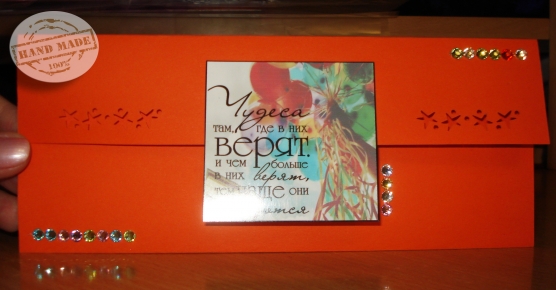 HAND MADE
100%
Чудеса
там, где в них
верят.
и чем больше
в них верят,
чаще они